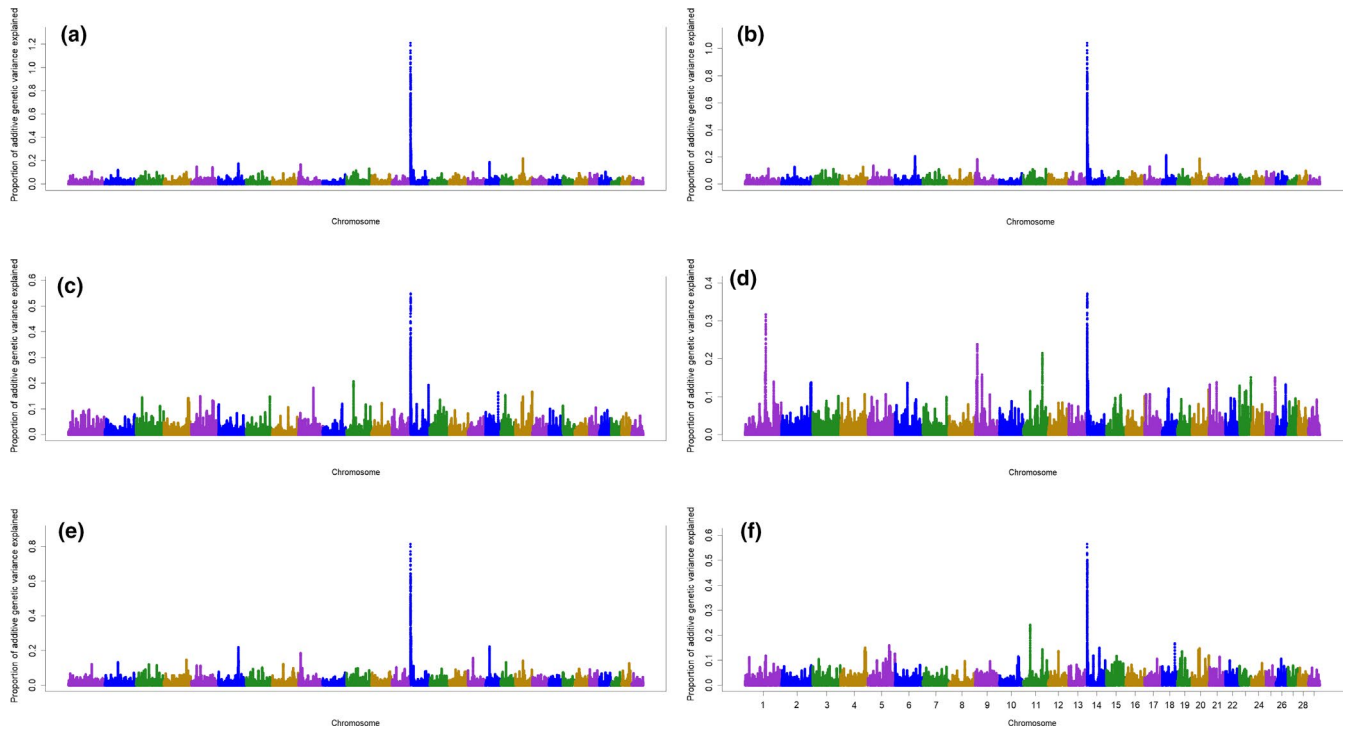 (a)
Proportion of additive genetic variance explained
1.2
1.0
0.8
0.6
0.4
0.2
0.0
Chromosome
(b)
Proportion of additive genetic variance explained
1.0
0.8
0.6
0.4
0.2
0.0
Chromosome
(c)
Proportion of additive genetic variance explained
0.6
0.5
0.4
0.3
0.2
0.1
0.0
Chromosome
(d)
Proportion of additive genetic variance explained
0.4
0.3
0.2
0.1
0.0
Chromosome
(e)
Proportion of additive genetic variance explained
0.8
0.6
0.4
0.2
0.0
Chromosome
(f)
Proportion of additive genetic variance explained
0.6
0.5
0.4
0.3
0.2
0.1
0.0
1 2 3 4 5 6 7 8 9 10 11 12 13 14 15 16 17 18 19 20 21 22 24 26 28
Chromosome